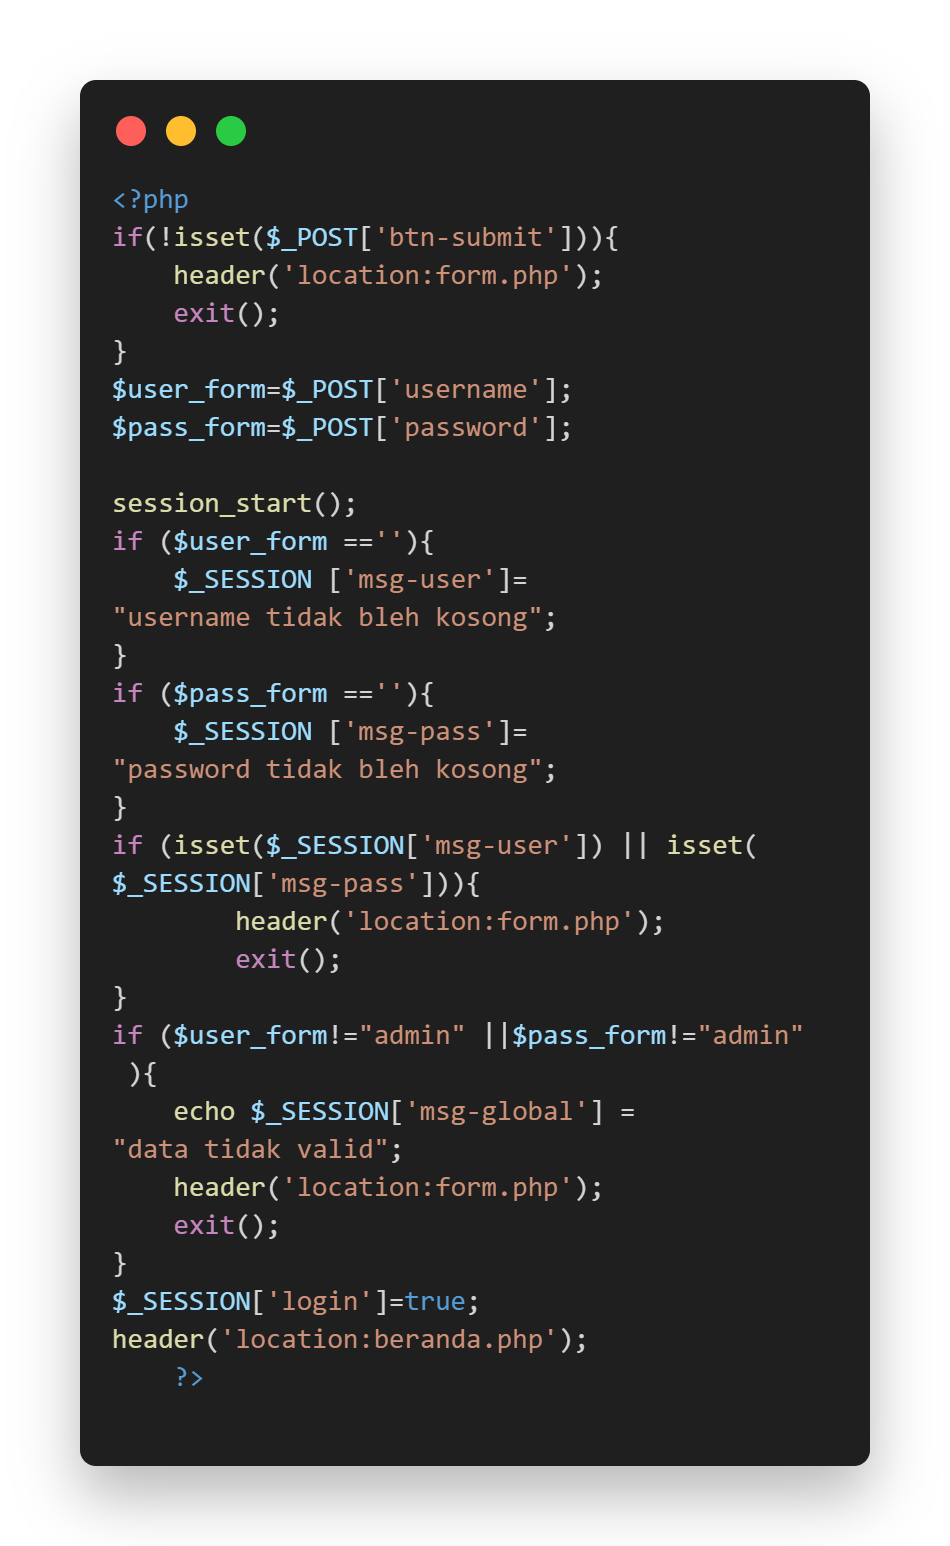 <?php
if(!isset($_POST['btn-submit'])){
    header('location:form.php');
    exit();
}
$user_form=$_POST['username'];
$pass_form=$_POST['password'];

session_start();
if ($user_form ==''){
    $_SESSION ['msg-user']=
"username tidak bleh kosong";
}
if ($pass_form ==''){
    $_SESSION ['msg-pass']=
"password tidak bleh kosong";
}
if (isset($_SESSION['msg-user']) || isset(
$_SESSION['msg-pass'])){
        header('location:form.php');
        exit();
}
if ($user_form!="admin" ||$pass_form!="admin"
 ){
    echo $_SESSION['msg-global'] =
"data tidak valid";
    header('location:form.php');
    exit();
}
$_SESSION['login']=true;
header('location:beranda.php');
    ?>